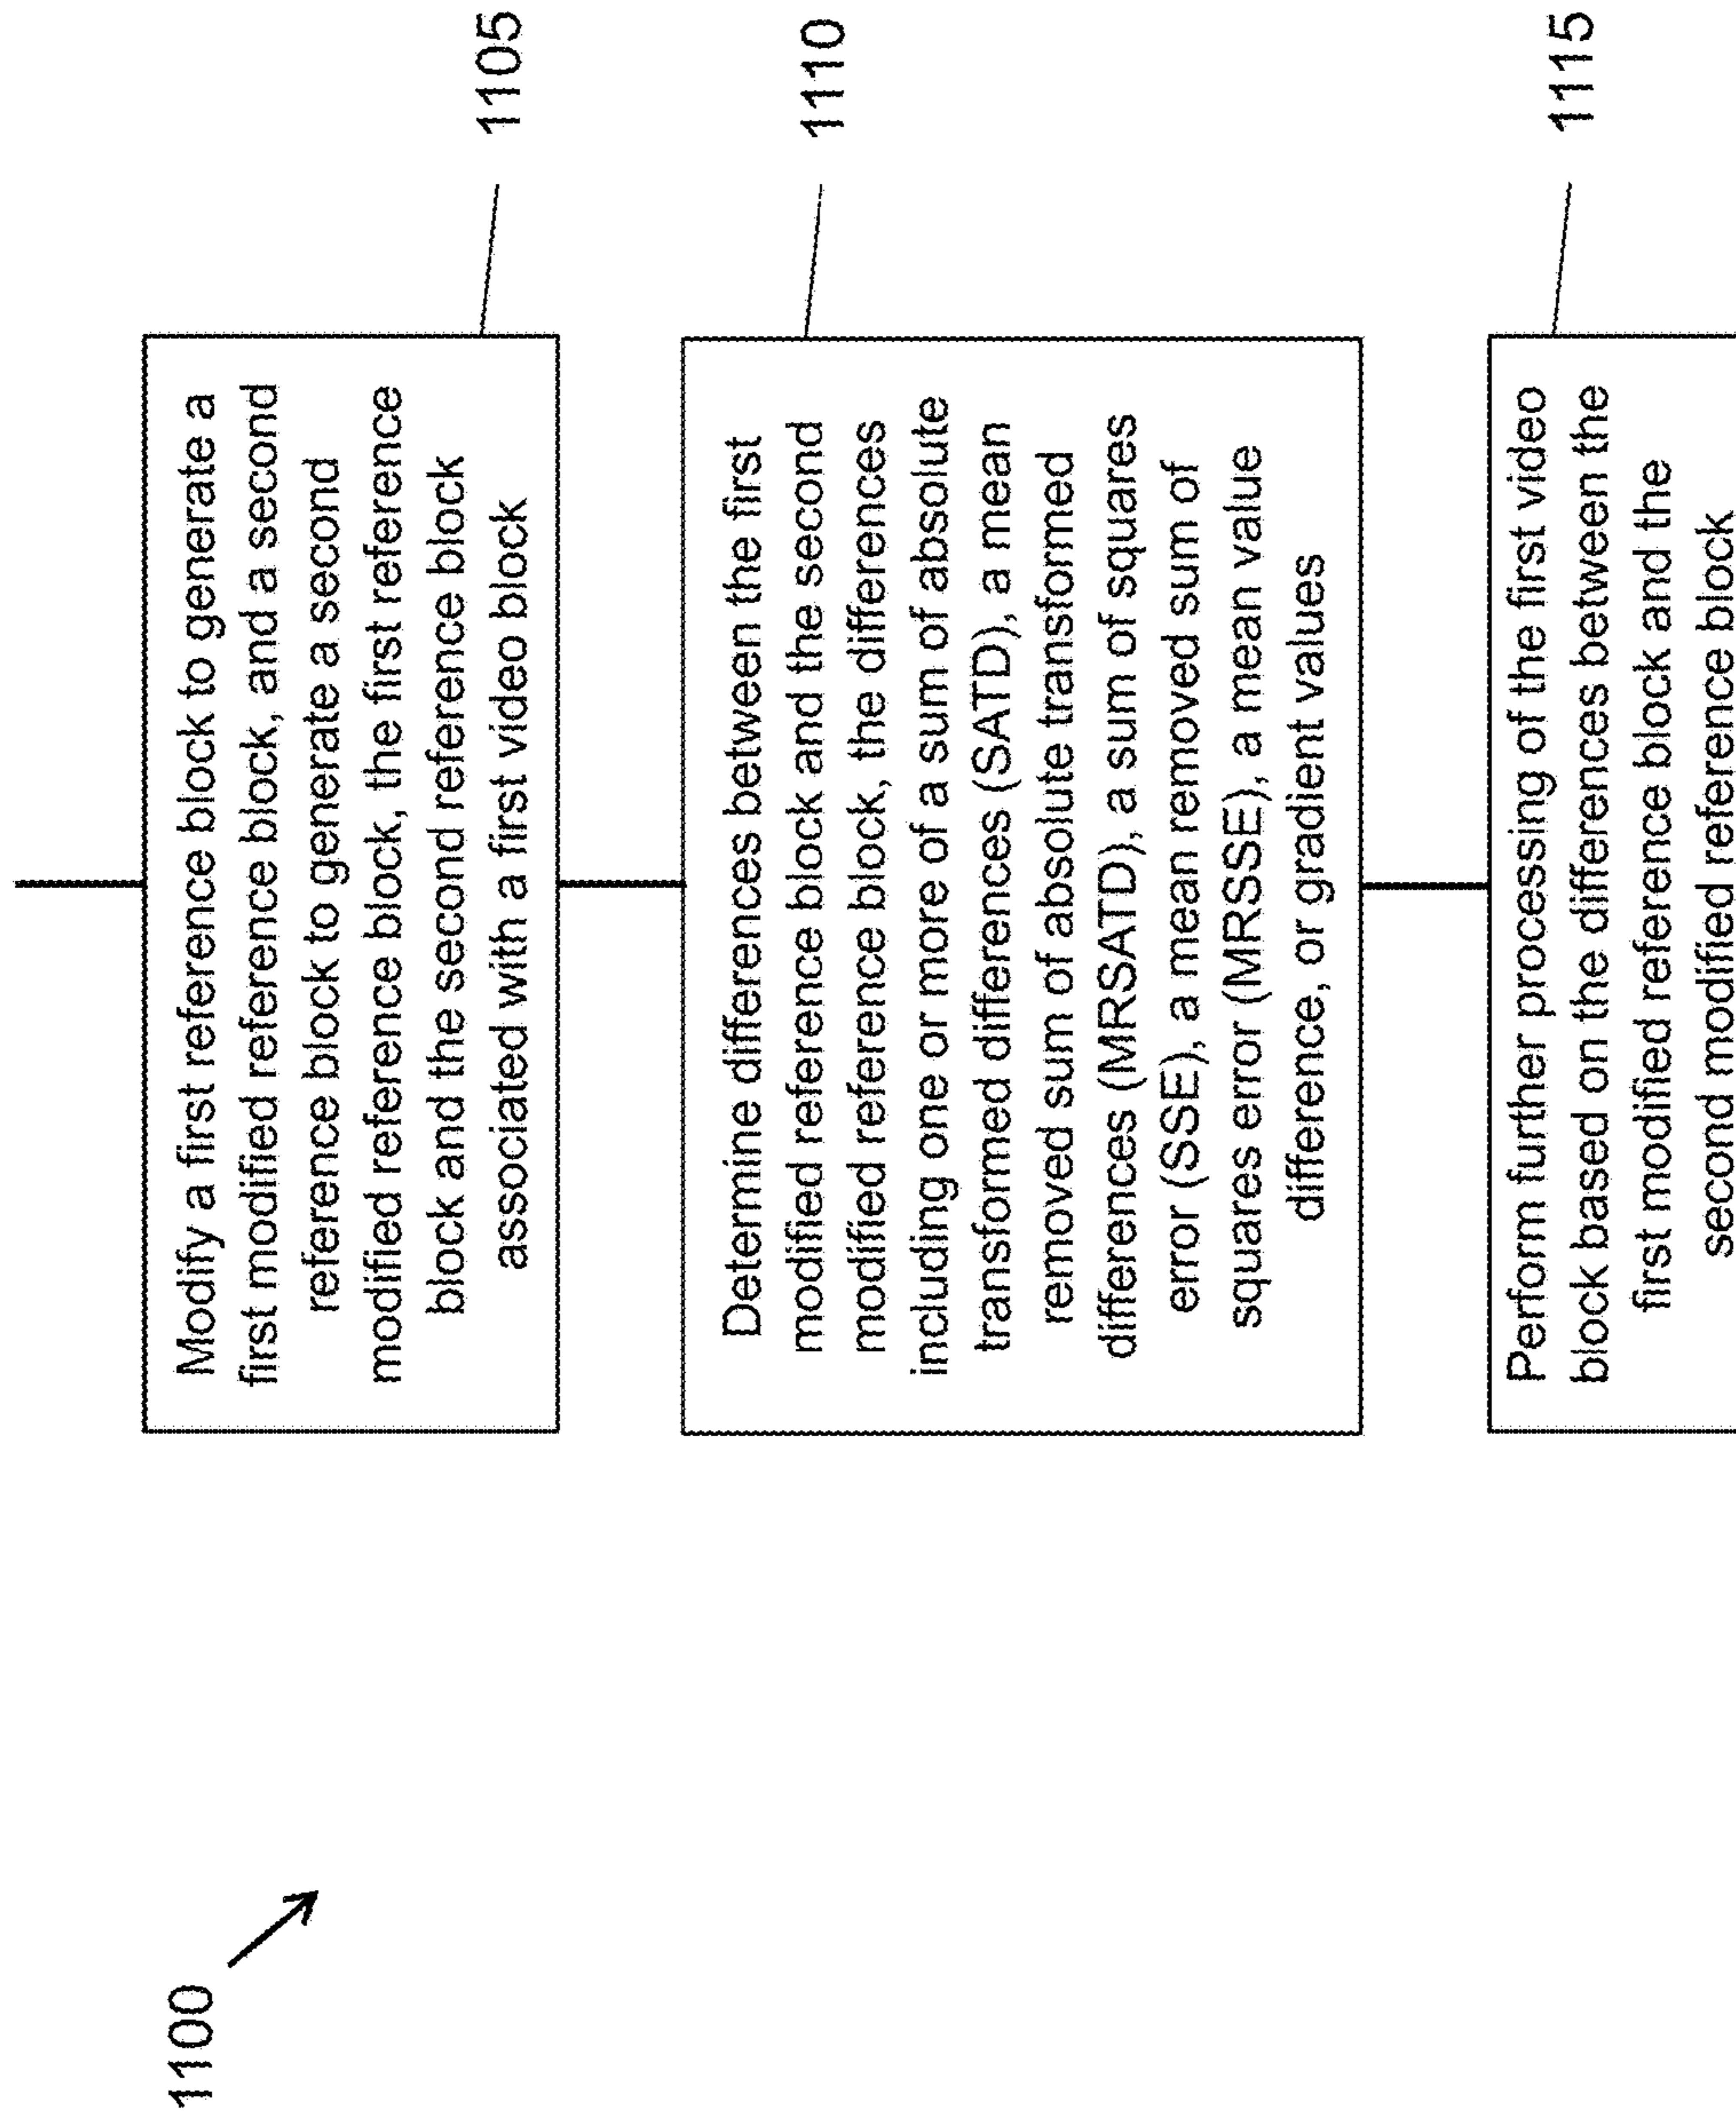 1100
Modify a first reference block to generate a
first modified reference block, and a second
reference block to generate a second
modified reference block, the first reference
block and the second reference block
associated with a first video block
1105
Determine differences between the first
modified reference block and the second
modified reference block, the differences
including one or more of a sum of absolute
transformed differences (SATD), a mean
removed sum of absolute transformed
differences (MRSATD), a sum of squares
error (SSE), a mean removed sum of
squares error (MRSSE), a mean value
difference, or gradient values
1110
Perform further processing of the first video
block based on the differences between the
first modified reference block and the
second modified reference block
1115